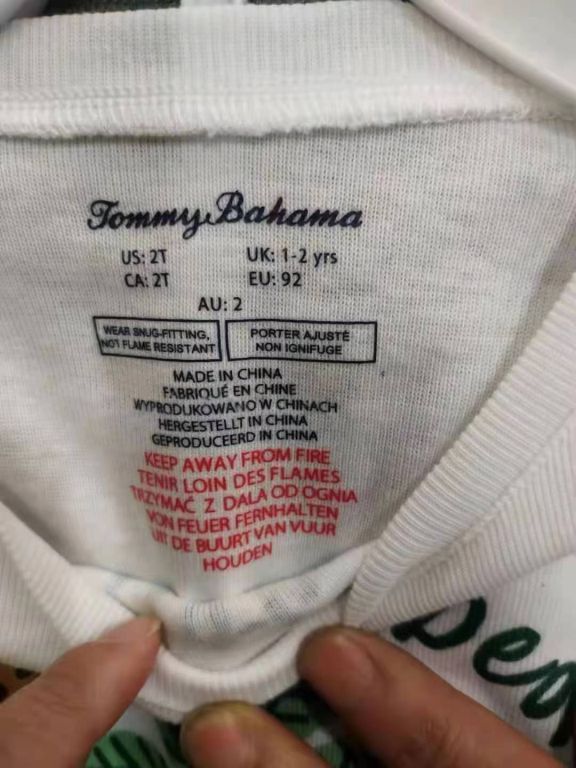 Tommy Bahama
US: 2T UK: 1-2 yrs
CA: 2T EU: 92
AU: 2
WEAR SNUG-FITTING,
NOT FLAME RESISTANT
PORTER AJUSTÉ
NON IGNIFUGE
MADE IN CHINA
FABRIQUÉ EN CHINE
WYPRODUKOWANO W CHINACH
HERGESTELLT IN CHINA
GEPRODUCEERD IN CHINA
KEEP AWAY FROM FIRE
TENIR LOIN DES FLAMES
TRZYMAĆ Z DALA OD OGNIA
VON FEUER FERNHALTEN
UIT DE BUURT VAN VUUR
HOUDEN